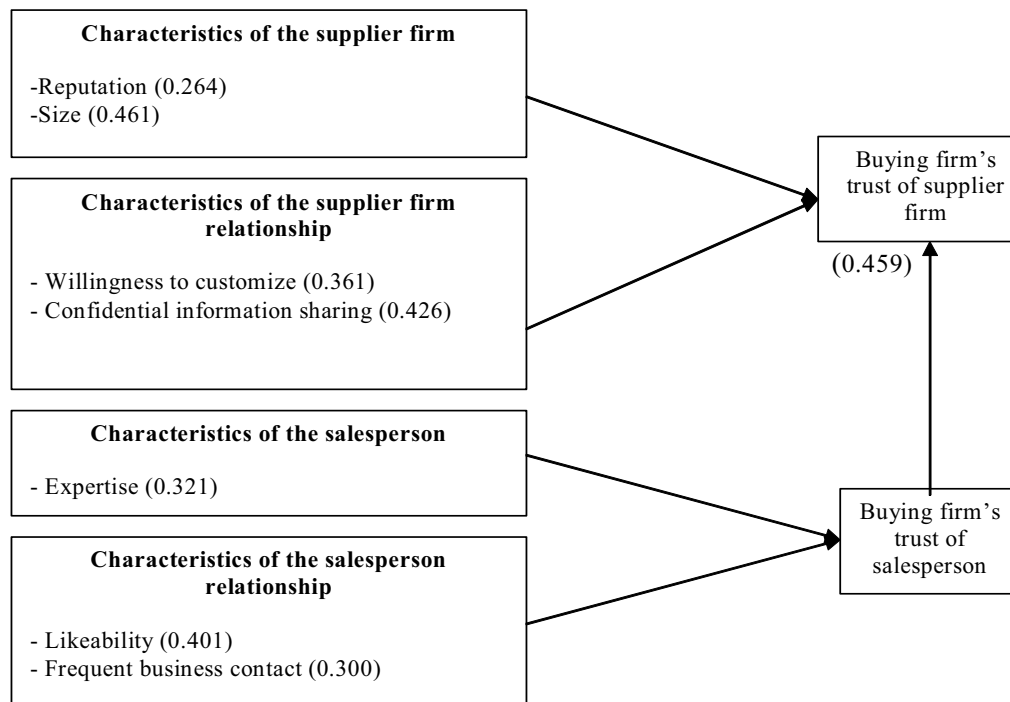 Characteristics of the supplier firm
-Reputation (0.264)
-Size (0.461)
Characteristics of the supplier firm
relationship
- Willingness to customize (0.361)
- Confidential information sharing (0.426)
Characteristics of the salesperson
- Expertise (0.321)
Characteristics of the salesperson
relationship
- Likeability (0.401)
- Frequent business contact (0.300)
Buying firm’s
trust of supplier
firm
(0.459)
Buying firm’s
trust of
salesperson